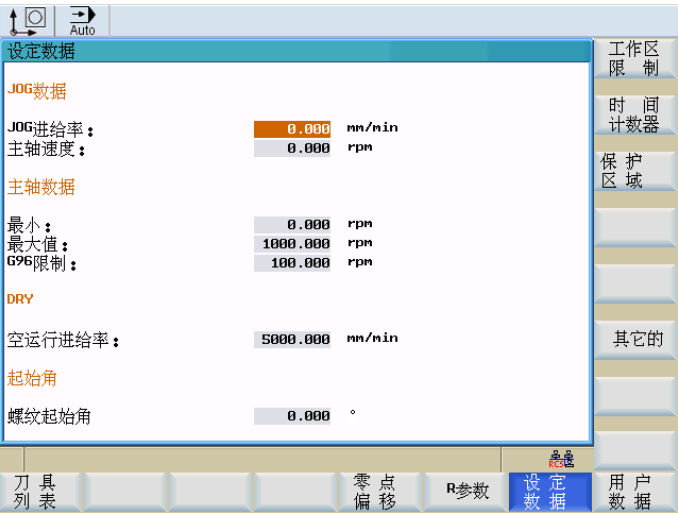 Auto
设定数据
JOG数据
JOG进给率： 0.000 mm/min
主轴速度： 0.000 rpm
主轴数据
最小： 0.000 rpm
最大值： 1000.000 rpm
G96限制： 100.000 rpm
DRY
空运行进给率： 5000.000 mm/min
起始角
螺纹起始角 0.000 °
工作区
限 制
时 间
计数器
保 护
区 域
其它的
RCS
刀 具
列 表
零 点
偏 移
R参数
设 定
数 据
用 户
数 据